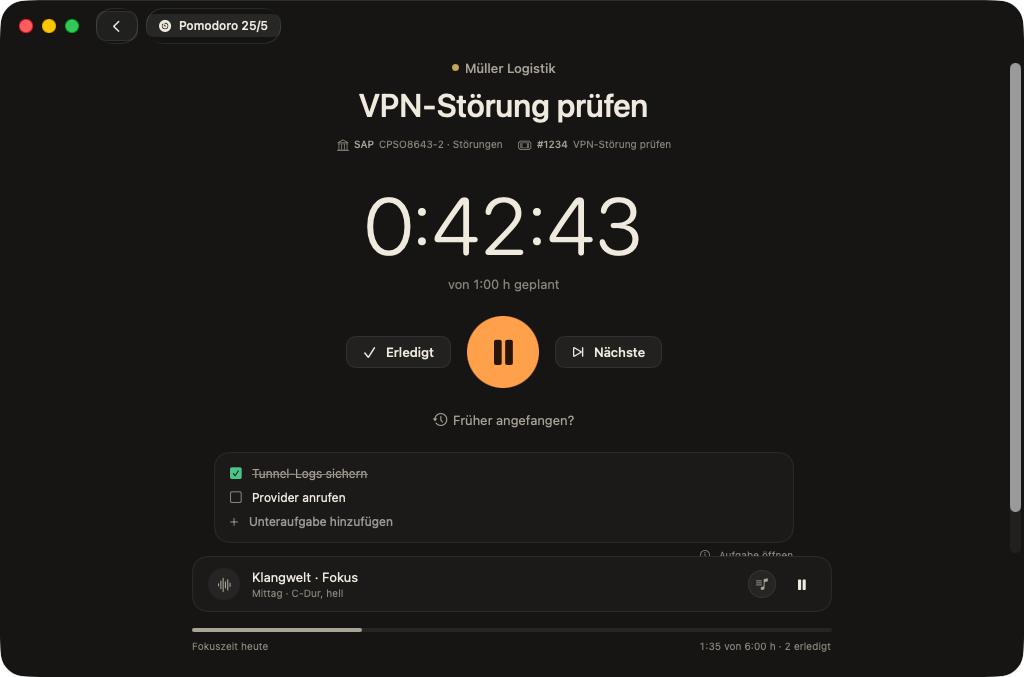 Pomodoro 25/5
Müller Logistik
VPN-Störung prüfen
SAP CPSO8643-2 · Störungen #1234 VPN-Störung prüfen
0:42:43
von 1:00 h geplant
Erledigt
Nächste
Früher angefangen?
Tunnel-Logs sichern
Provider anrufen
+ Unteraufgabe hinzufügen
Aufgabe öffnen
Klangwelt · Fokus
Mittag · C-Dur, hell
Fokuszeit heute
1:35 von 6:00 h · 2 erledigt